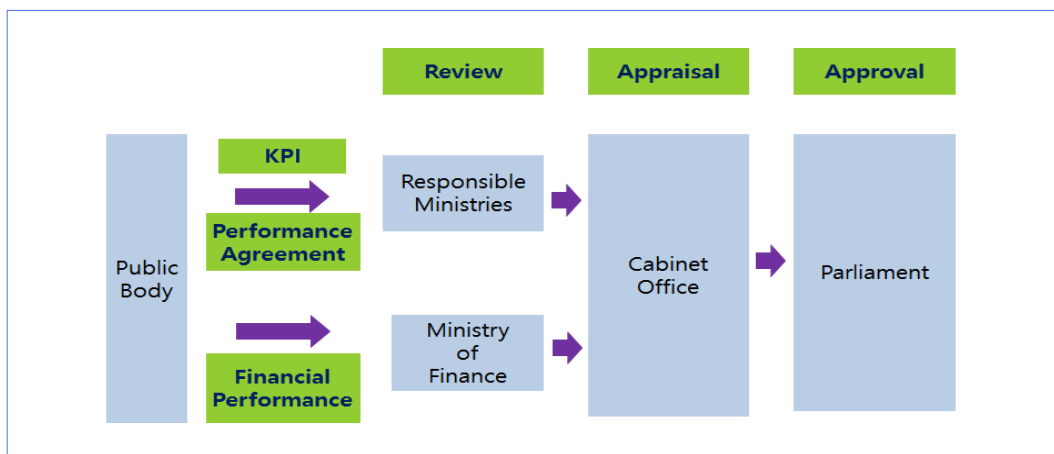 Review
Appraisal
Approval
Public
Body
KPI
Performance
Agreement
Financial
Performance
Responsible
Ministries
Ministry
of
Finance
Cabinet
Office
Parliament